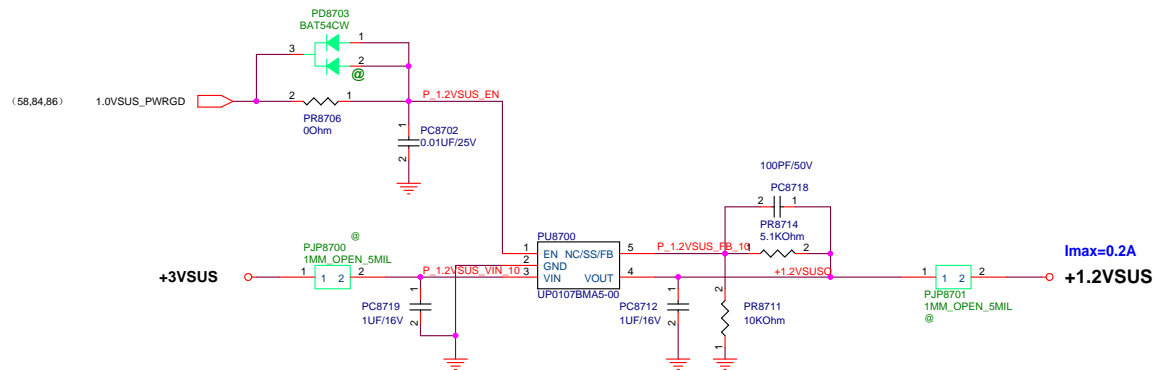 PD8703
BAT54CW
3
1
2
@
(58,84,86) 1.0VSUS_PWRGD
2 1
PR8706
0Ohm
P_1.2VSUS_EN
1
PC8702
0.01UF/25V
2
100PF/50V
PC8718
2 1
PR8714
5.1KOhm
PU8700
1 EN NC/SS/FB 5
2 GND
3 VIN VOUT 4
UP0107BMA5-00
P_1.2VSUS_FB_10
+1.2VSUSO
@
PJP8700
1MM_OPEN_5MIL
+3VSUS
1 1 2 2
P_1.2VSUS_VIN_10
1
PC8719
1UF/16V
2
1
PC8712
1UF/16V
2
2
PR8711
10KOhm
1
Imax=0.2A
1 1 2 2
+1.2VSUS
PJP8701
1MM_OPEN_5MIL
@